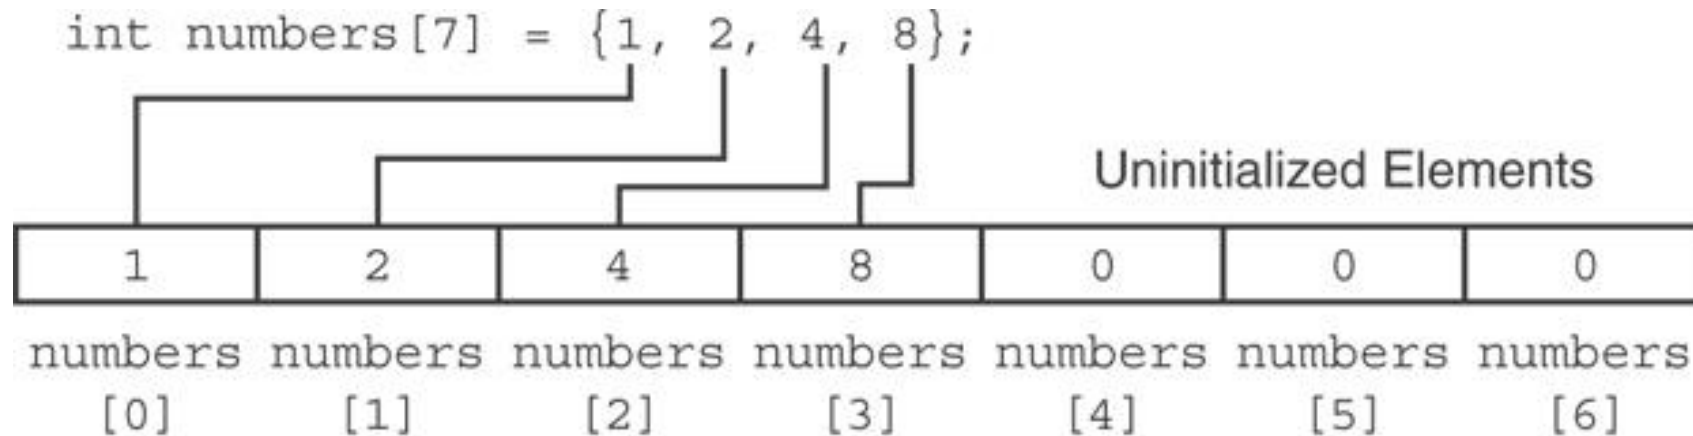 int numbers[7] = {1, 2, 4, 8};
Uninitialized Elements
1 2 4 8 0 0 0
numbers numbers numbers numbers numbers numbers numbers
[0] [1] [2] [3] [4] [5] [6]